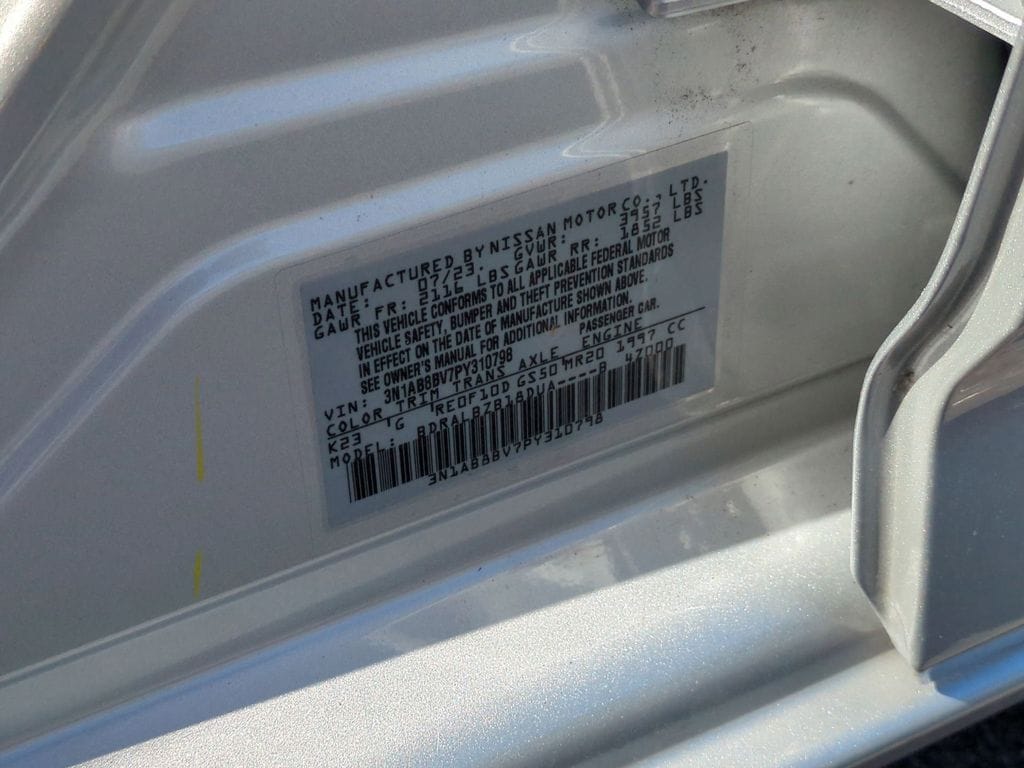 MANUFACTURED BY NISSAN MOTOR CO., LTD.
DATE: 07/23. GVWR: 3957 LBS
GAWR FR: 2116 LBS GAWR RR: 1852 LBS
THIS VEHICLE CONFORMS TO ALL APPLICABLE FEDERAL MOTOR
VEHICLE SAFETY, BUMPER AND THEFT PREVENTION STANDARDS
IN EFFECT ON THE DATE OF MANUFACTURE SHOWN ABOVE.
SEE OWNER'S MANUAL FOR ADDITIONAL INFORMATION.
VIN: 3N1AB8BV7PY310798 PASSENGER CAR.
COLOR TRIM TRANS AXLE ENGINE
K23 G RE0F10D GS50 MR20 1997 CC
MODEL: BDRALB7B18DUA----B 47000
3N1AB8BV7PY310798